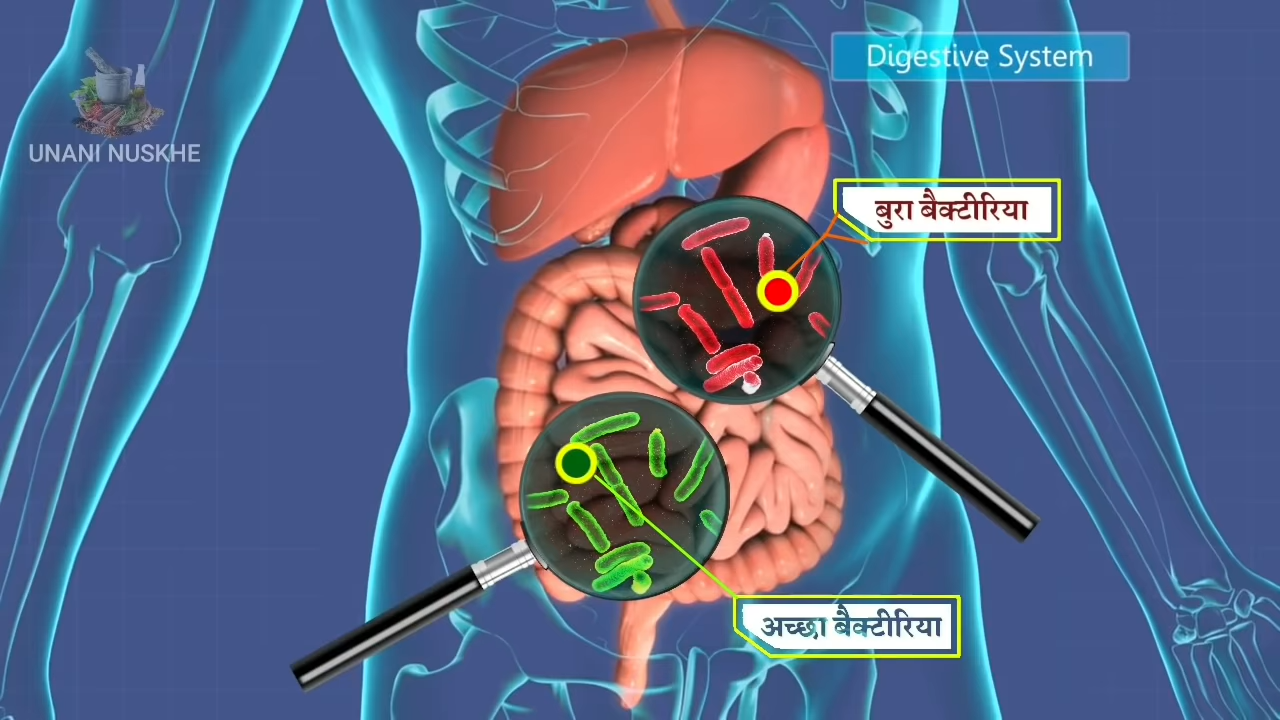 Digestive System
UNANI NUSKHE
बुरा बैक्टीरिया
अच्छा बैक्टीरिया